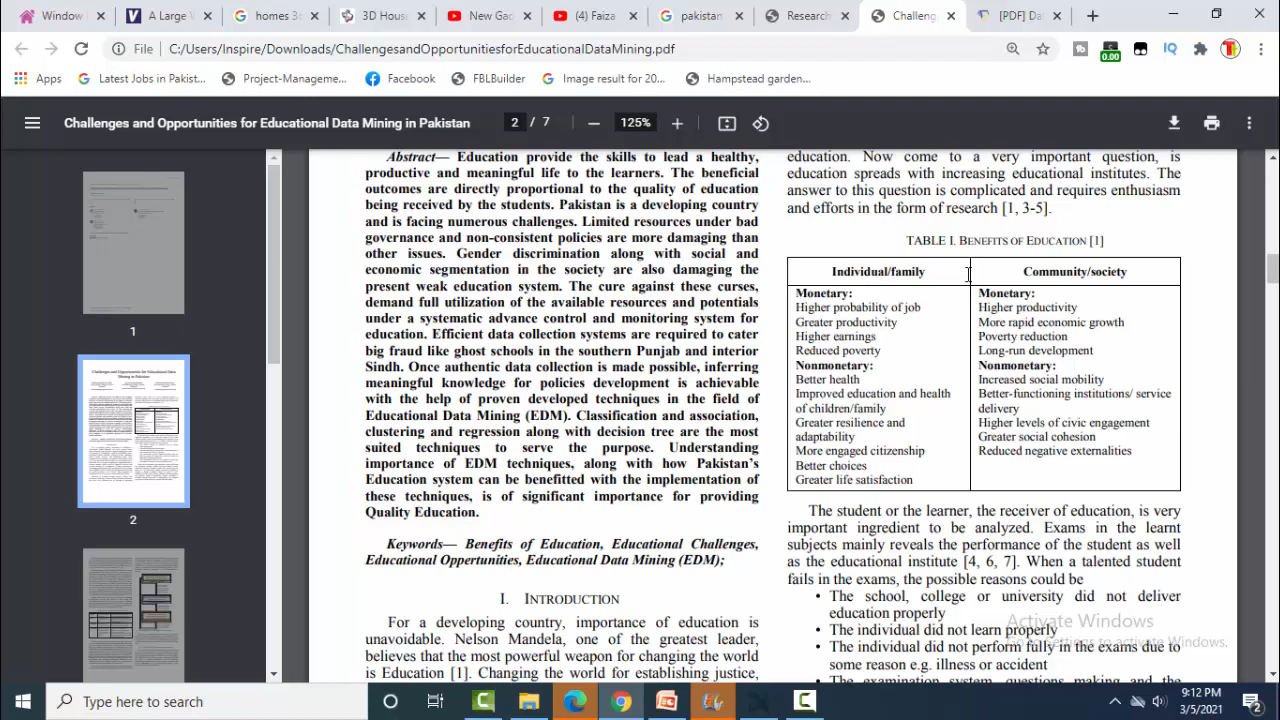 Window
A Large
homes 3
3D Hous
New Gad
(4) Faiza
pakistan
Research
Challeng
[PDF] Da
File
C:/Users/Inspire/Downloads/ChallengesandOpportunitiesforEducationalDataMining.pdf
0.00
IQ
Apps
Latest Jobs in Pakist...
Project-Manageme...
Facebook
FBLBuilder
Image result for 20...
Hampstead garden...
Challenges and Opportunities for Educational Data Mining in Pakistan
2 / 7
125%
1
2
Abstract— Education provide the skills to lead a healthy,
productive and meaningful life to the learners. The beneficial
outcomes are directly proportional to the quality of education
being received by the students. Pakistan is a developing country
and is facing numerous challenges. Limited resources under bad
governance and non-consistent policies are more damaging than
other issues. Gender discrimination along with social and
economic segmentation in the society are also damaging the
present weak education system. The cure against these curses,
demand full utilization of the available resources and potentials
under a systematic advance control and monitoring system for
education. Efficient data collection systems are required to cater
big fraud like ghost schools in the southern Punjab and interior
Sindh. Once authentic data collection is made possible, inferring
meaningful knowledge for policies development is achievable
with the help of proven developed techniques in the field of
Educational Data Mining (EDM). Classification and association,
clustering and regression along with decision tree are the most
suited techniques to serve the purpose. Understanding
importance of EDM techniques, along with how Pakistan's
Education system can be benefitted with the implementation of
these techniques, is of significant importance for providing
Quality Education.
Keywords— Benefits of Education, Educational Challenges,
Educational Oppertunities, Educational Data Mining (EDM);
I. INTRODUCTION
For a developing country, importance of education is
unavoidable. Nelson Mandela, one of the greatest leader,
believes that the most powerful weapon for changing the world
is Education [1]. Changing the world for establishing justice,
education. Now come to a very important question, is
education spreads with increasing educational institutes. The
answer to this question is complicated and requires enthusiasm
and efforts in the form of research [1, 3-5].
TABLE I. BENEFITS OF EDUCATION [1]
Individual/family
Community/society
Monetary:
Higher probability of job
Greater productivity
Higher earnings
Reduced poverty
Nonmonetary:
Better health
Improved education and health
of children/family
Greater resilience and
adaptability
More engaged citizenship
Better choices
Greater life satisfaction
Monetary:
Higher productivity
More rapid economic growth
Poverty reduction
Long-run development
Nonmonetary:
Increased social mobility
Better-functioning institutions/ service
delivery
Higher levels of civic engagement
Greater social cohesion
Reduced negative externalities
The student or the learner, the receiver of education, is very
important ingredient to be analyzed. Exams in the learnt
subjects mainly reveals the performance of the student as well
as the educational institute [4, 6, 7]. When a talented student
fails in the exams, the possible reasons could be
• The school, college or university did not deliver
education properly
• The individual did not learn properly
• The individual did not perform fully in the exams due to
some reason e.g. illness or accident
• The examination system, questions making and the
Activate Windows
Go to Settings to activate Windows.
Type here to search
9:12 PM
3/5/2021
2